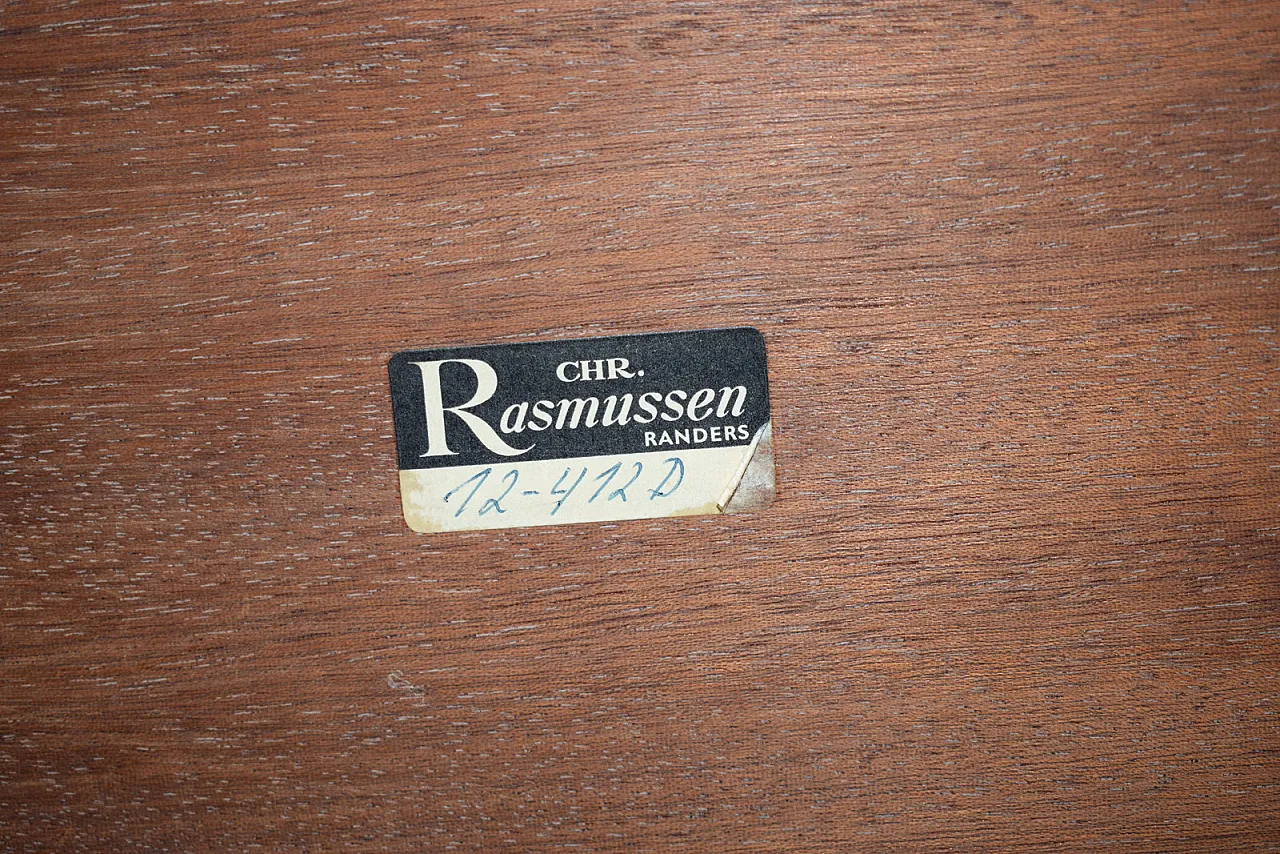 CHR.
Rasmussen
RANDERS
12-412D